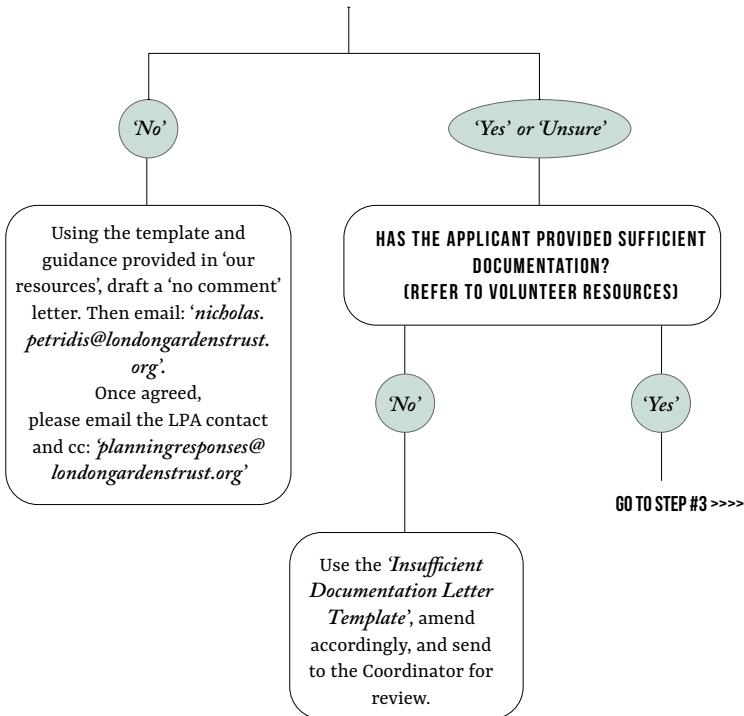 ‘No’
‘Yes’ or ‘Unsure’
Using the template and
guidance provided in ‘our
resources’, draft a ‘no comment’
letter. Then email: ‘nicholas.
petridis@londongardenstrust.
org’.
Once agreed,
please email the LPA contact
and cc: ‘planningresponses@
londongardenstrust.org’
HAS THE APPLICANT PROVIDED SUFFICIENT
DOCUMENTATION?
(REFER TO VOLUNTEER RESOURCES)
‘No’
‘Yes’
GO TO STEP #3 >>>>
Use the ‘Insufficient
Documentation Letter
Template’, amend
accordingly, and send
to the Coordinator for
review.